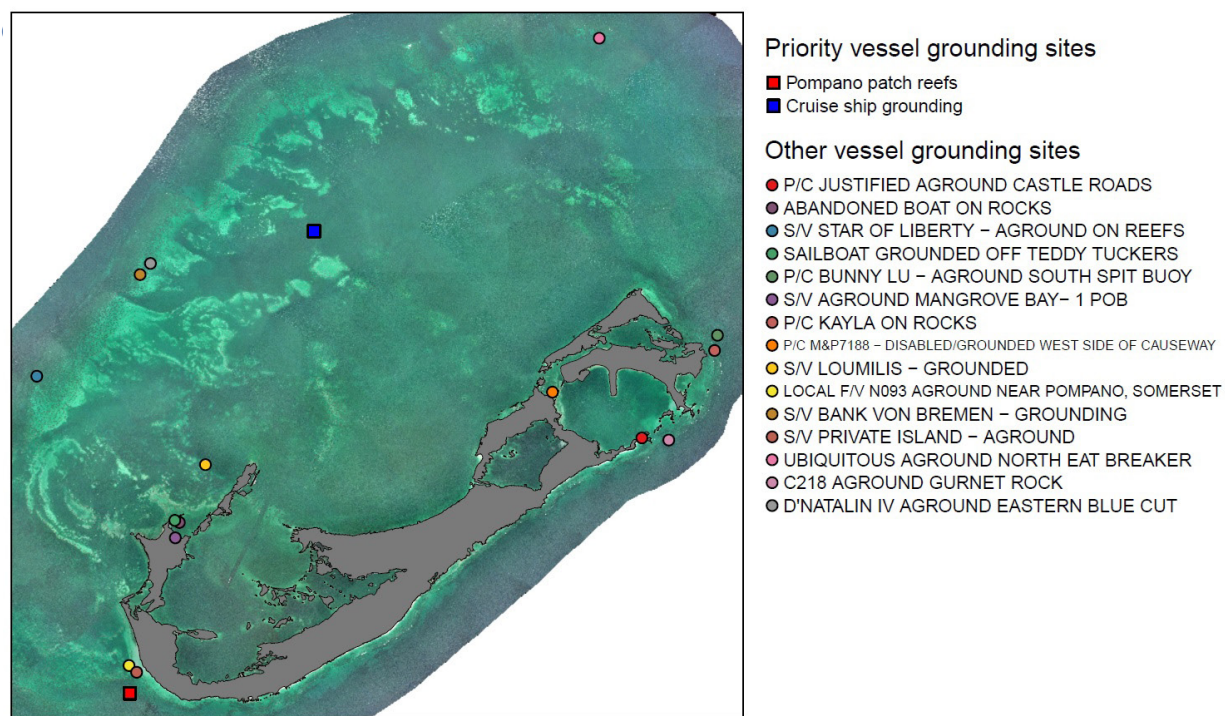 Priority vessel grounding sites
Pompano patch reefs
Cruise ship grounding
Other vessel grounding sites
P/C JUSTIFIED AGROUND CASTLE ROADS
ABANDONED BOAT ON ROCKS
S/V STAR OF LIBERTY − AGROUND ON REEFS
SAILBOAT GROUNDED OFF TEDDY TUCKERS
P/C BUNNY LU − AGROUND SOUTH SPIT BUOY
S/V AGROUND MANGROVE BAY− 1 POB
P/C KAYLA ON ROCKS
P/C M&P7188 − DISABLED/GROUNDED WEST SIDE OF CAUSEWAY
S/V LOUMILIS − GROUNDED
LOCAL F/V N093 AGROUND NEAR POMPANO, SOMERSET
S/V BANK VON BREMEN − GROUNDING
S/V PRIVATE ISLAND − AGROUND
UBIQUITOUS AGROUND NORTH EAT BREAKER
C218 AGROUND GURNET ROCK
D'NATALIN IV AGROUND EASTERN BLUE CUT